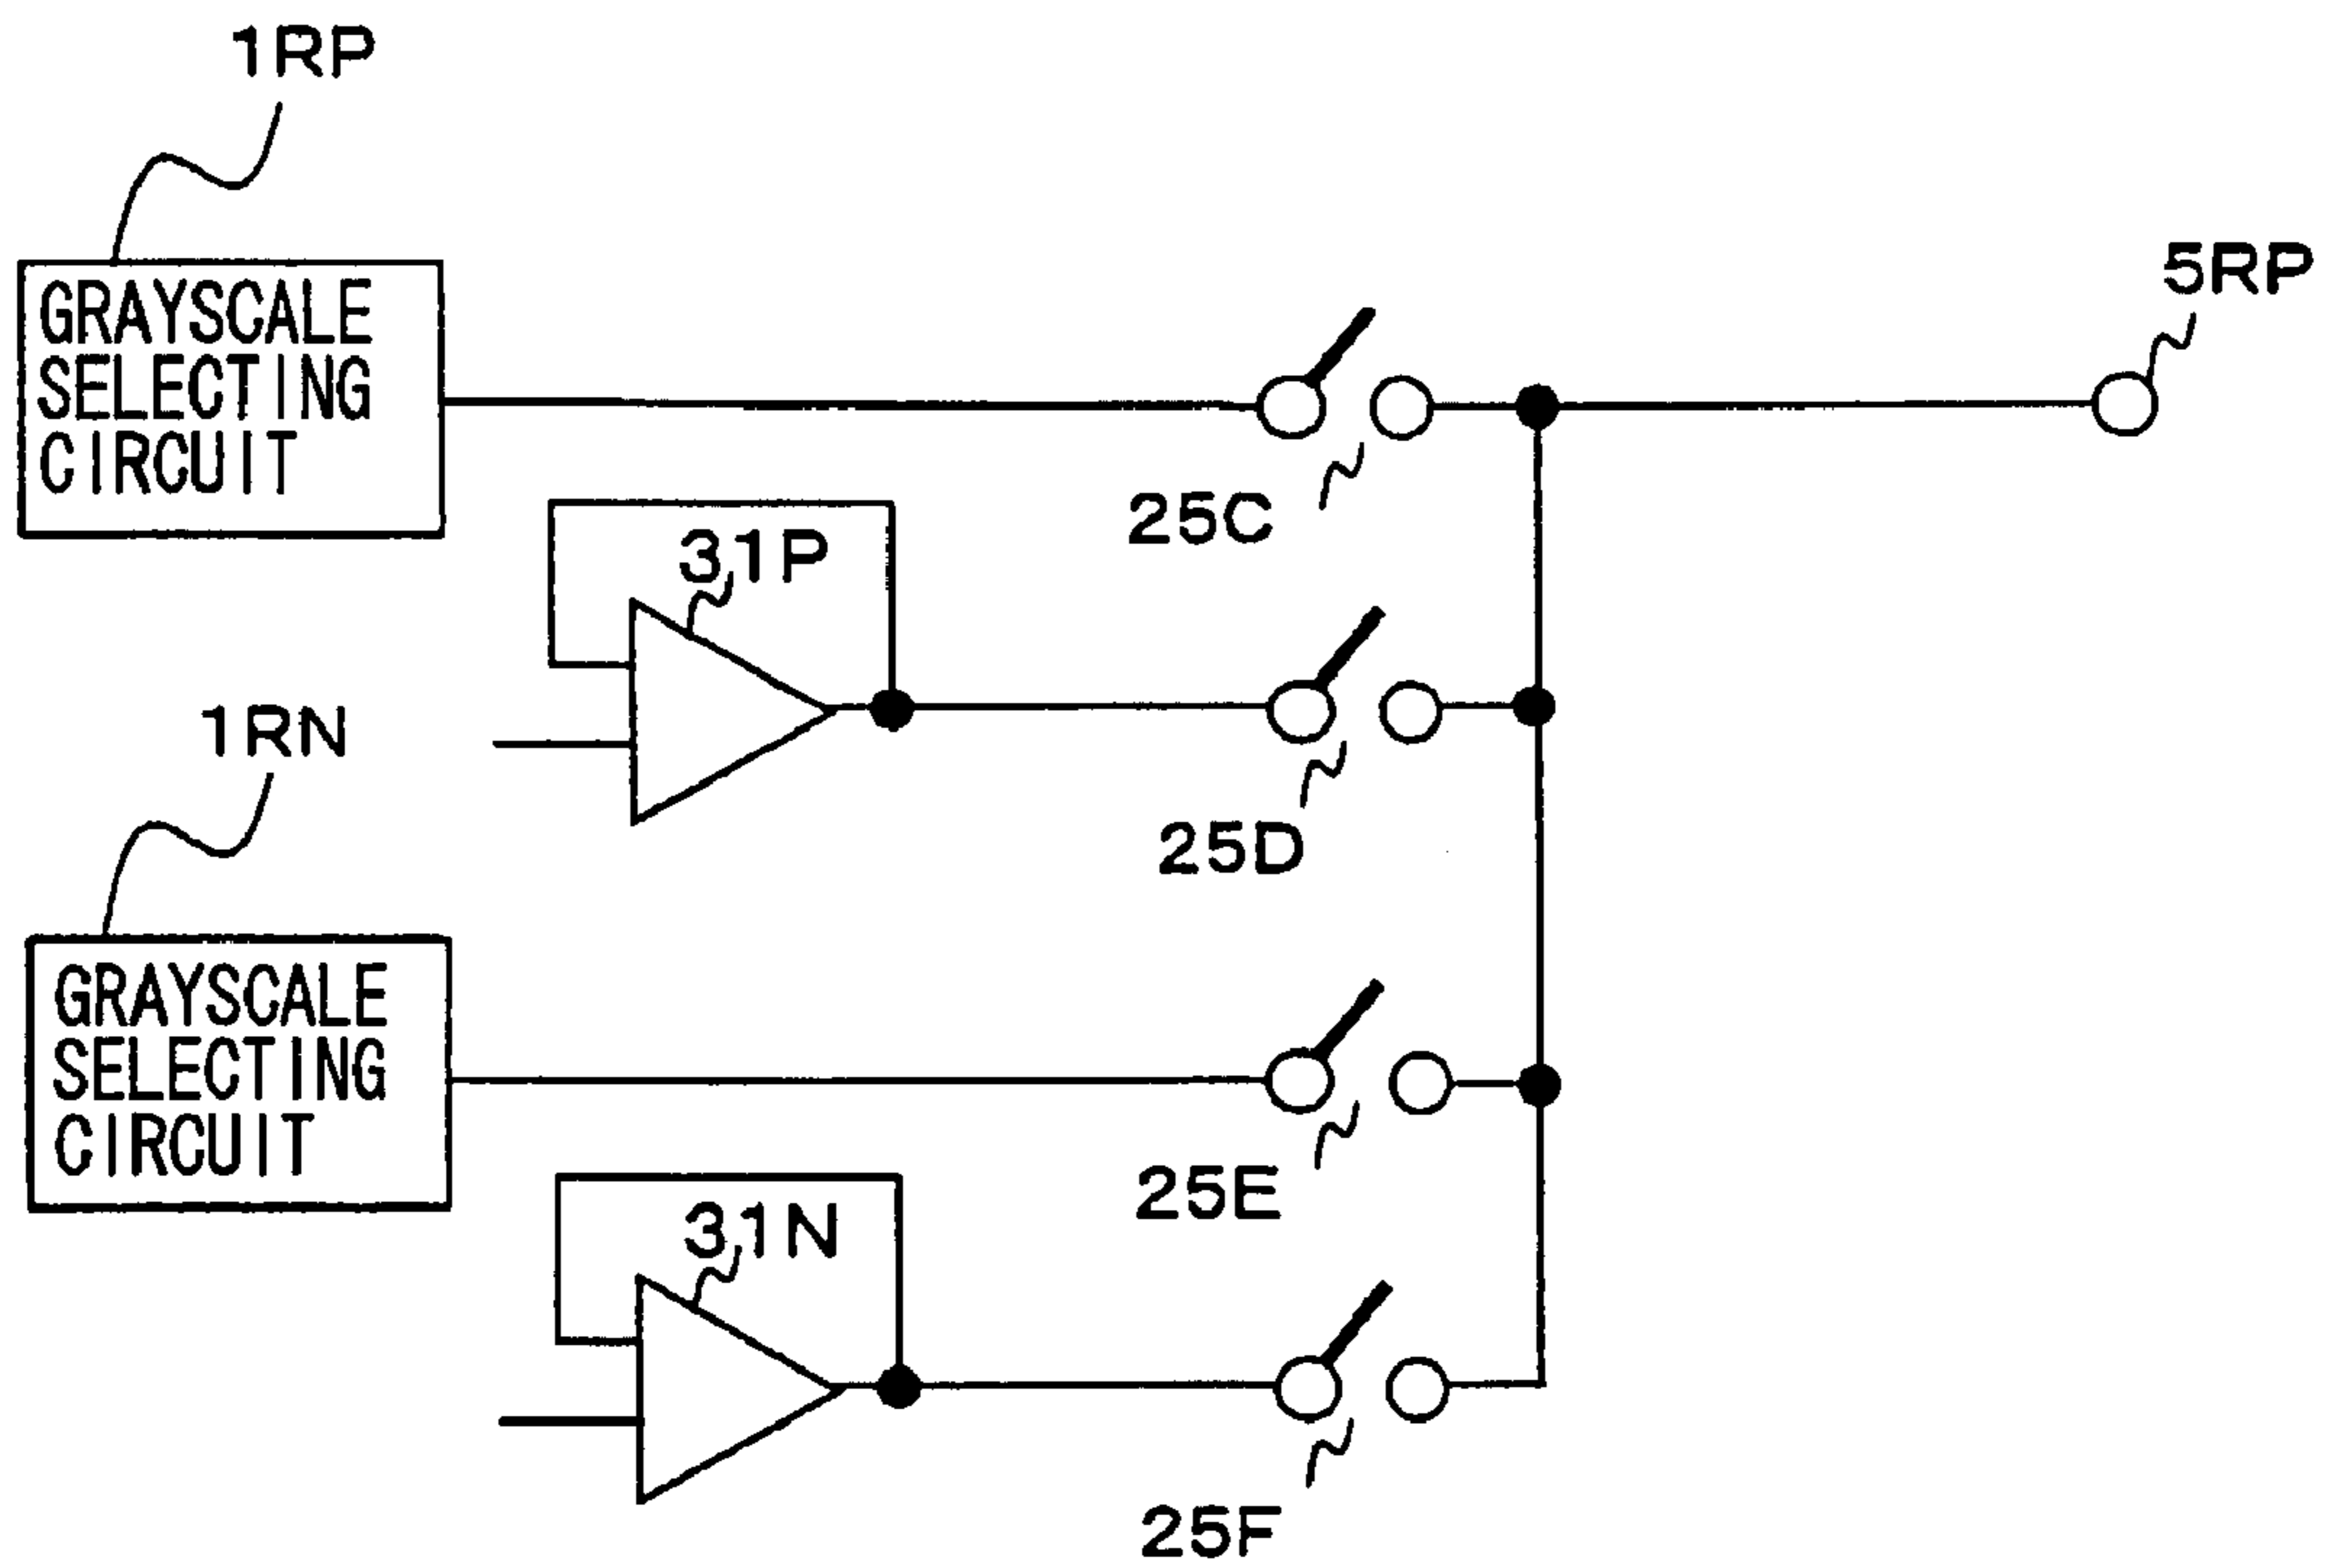 1RP
GRAYSCALE
SELECTING
CIRCUIT
5RP
25C
31P
25D
1RN
GRAYSCALE
SELECTING
CIRCUIT
25E
31N
25F